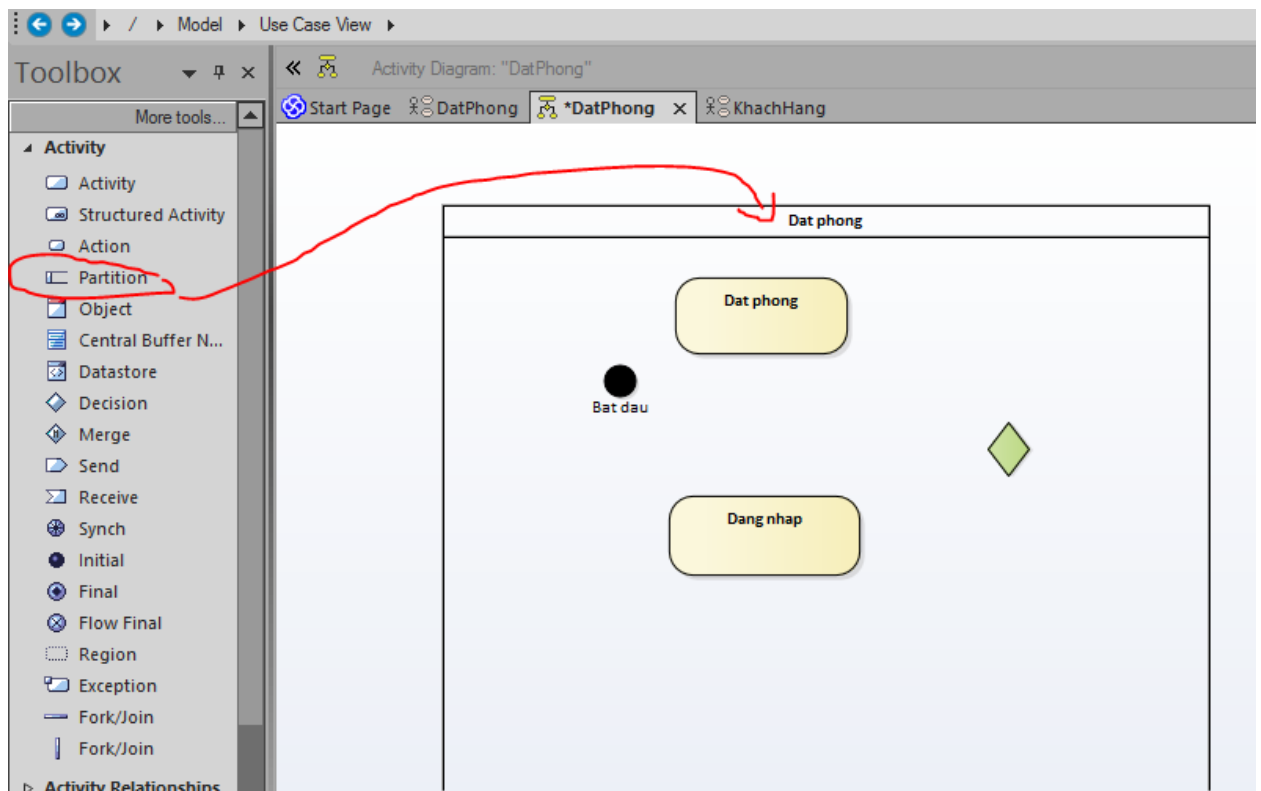 / Model Use Case View
Toolbox
Activity Diagram: "DatPhong"
Start Page DatPhong *DatPhong x KhachHang
More tools...
Activity
Activity
Structured Activity
Action
Partition
Object
Central Buffer N...
Datastore
Decision
Merge
Send
Receive
Synch
Initial
Final
Flow Final
Region
Exception
Fork/Join
Fork/Join
Activity Relationships
Dat phong
Dat phong
Bat dau
Dang nhap